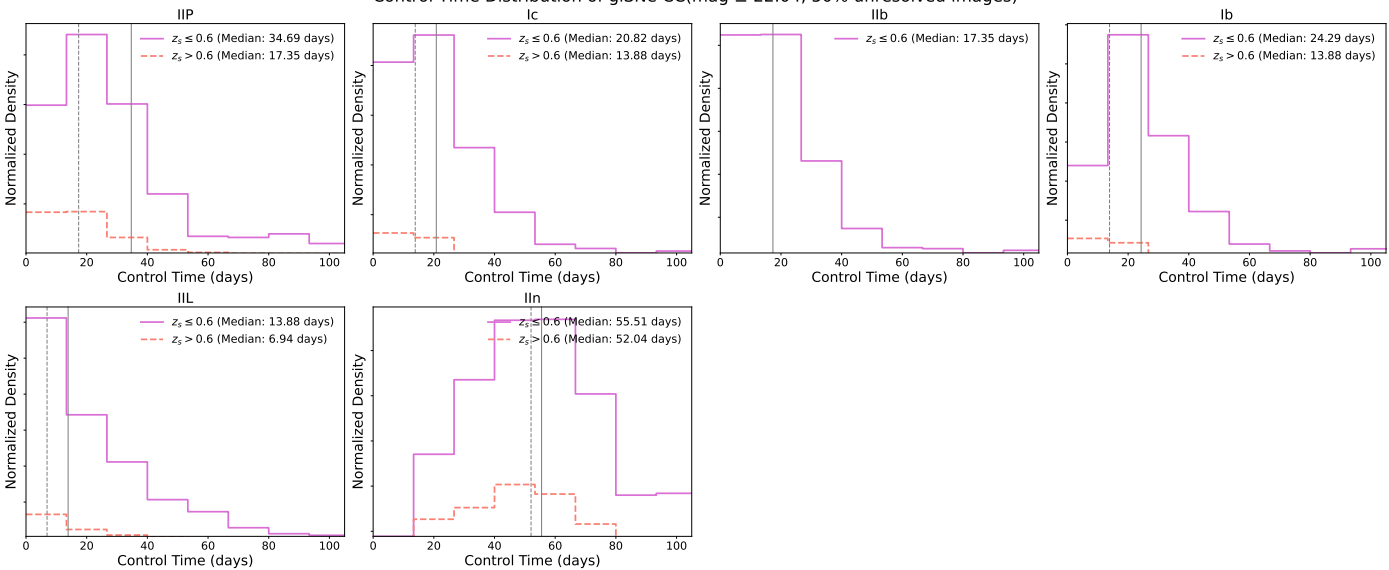 IIP
Ic
IIb
Ib
z_s ≤ 0.6 (Median: 34.69 days)
z_s > 0.6 (Median: 17.35 days)
z_s ≤ 0.6 (Median: 20.82 days)
z_s > 0.6 (Median: 13.88 days)
z_s ≤ 0.6 (Median: 17.35 days)
z_s ≤ 0.6 (Median: 24.29 days)
z_s > 0.6 (Median: 13.88 days)
Normalized Density
Normalized Density
Normalized Density
Normalized Density
0 20 40 60 80 100
0 20 40 60 80 100
0 20 40 60 80 100
0 20 40 60 80 100
Control Time (days)
Control Time (days)
Control Time (days)
Control Time (days)
IIL
IIn
z_s ≤ 0.6 (Median: 13.88 days)
z_s > 0.6 (Median: 6.94 days)
z_s ≤ 0.6 (Median: 55.51 days)
z_s > 0.6 (Median: 52.04 days)
Normalized Density
Normalized Density
0 20 40 60 80 100
0 20 40 60 80 100
Control Time (days)
Control Time (days)